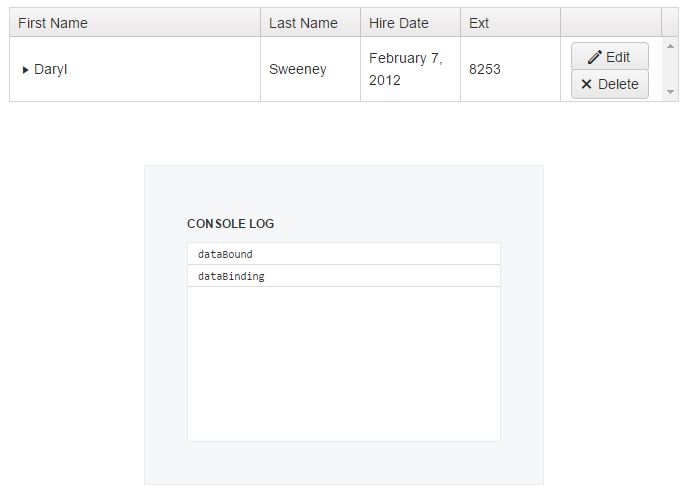 First Name Last Name Hire Date Ext
Daryl Sweeney February 7, 2012 8253 Edit
Delete
CONSOLE LOG
dataBound
dataBinding